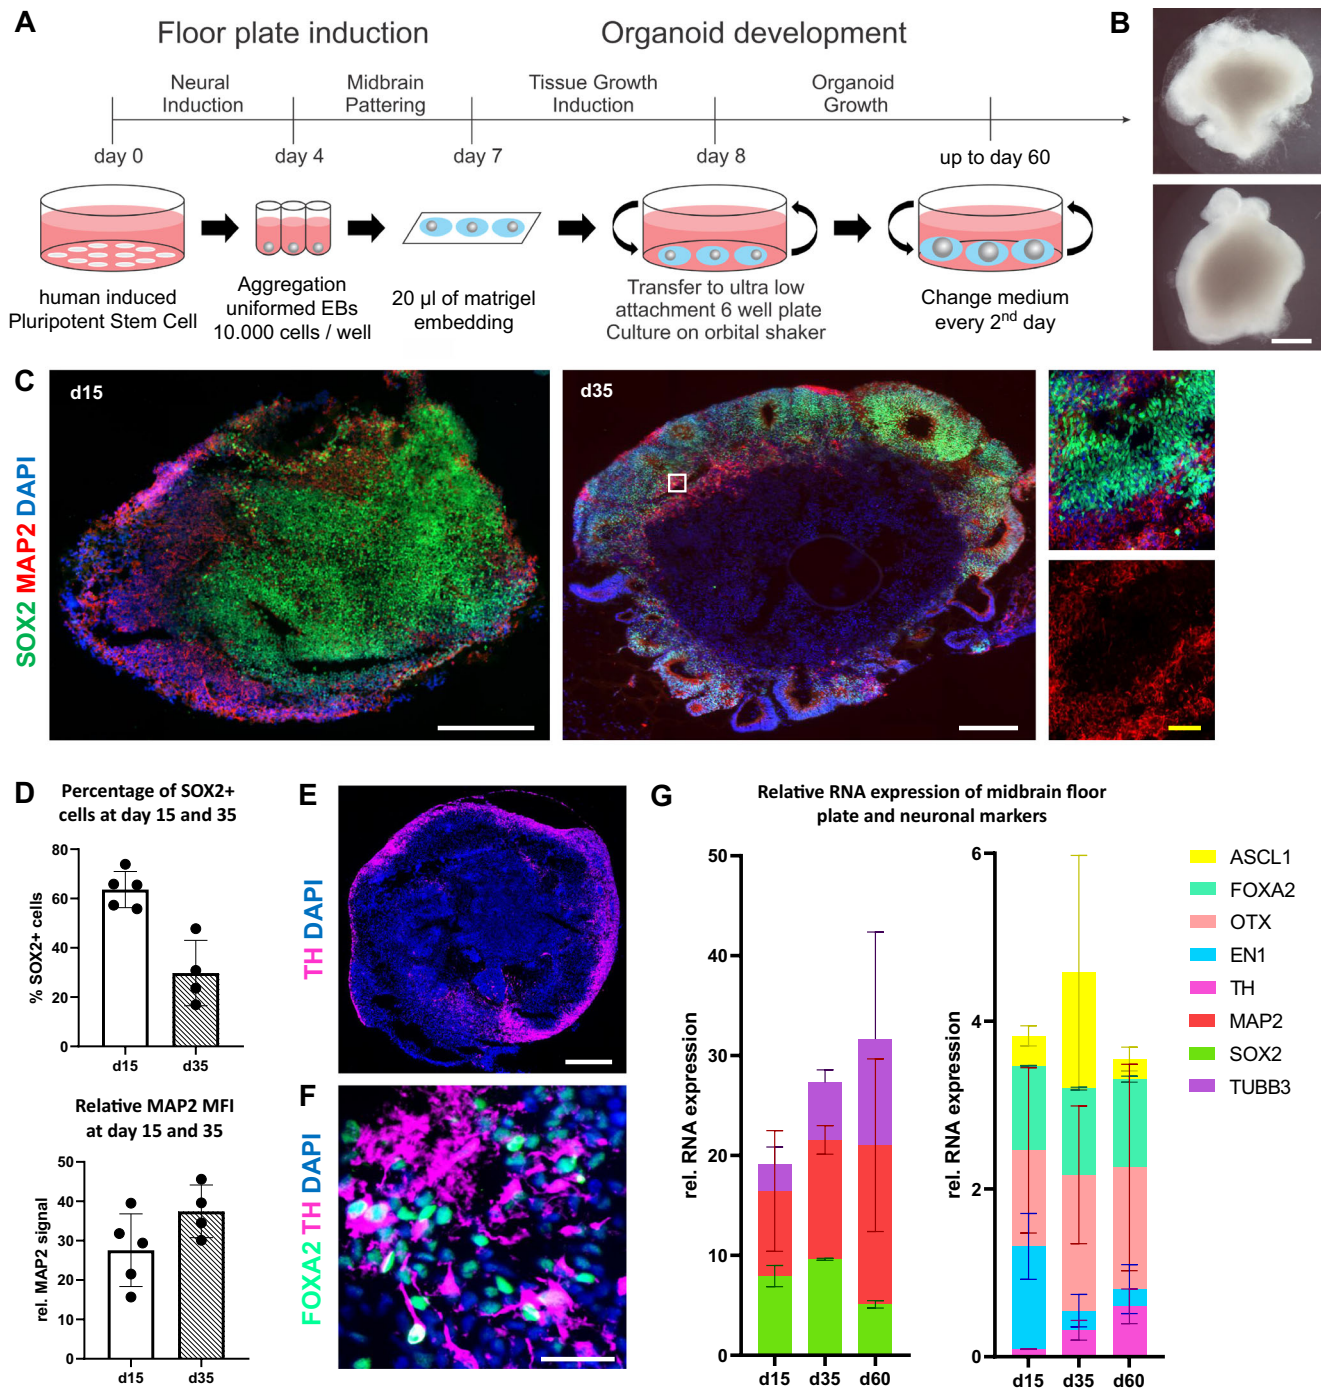 A
Floor plate induction
Organoid development
Neural
Induction
Midbrain
Pattering
Tissue Growth
Induction
Organoid
Growth
day 0
day 4
day 7
day 8
up to day 60
human induced
Pluripotent Stem Cell
Aggregation
uniformed EBs
10.000 cells / well
20 µl of matrigel
embedding
Transfer to ultra low
attachment 6 well plate
Culture on orbital shaker
Change medium
every 2nd day
B
C
SOX2 MAP2 DAPI
d15
d35
D
Percentage of SOX2+
cells at day 15 and 35
% SOX2+ cells
80
60
40
20
0
d15
d35
Relative MAP2 MFI
at day 15 and 35
rel. MAP2 signal
50
40
30
20
10
0
d15
d35
E
TH DAPI
F
FOXA2 TH DAPI
G
Relative RNA expression of midbrain floor
plate and neuronal markers
rel. RNA expression
50
40
30
20
10
0
d15
d35
d60
rel. RNA expression
6
4
2
0
d15
d35
d60
ASCL1
FOXA2
OTX
EN1
TH
MAP2
SOX2
TUBB3